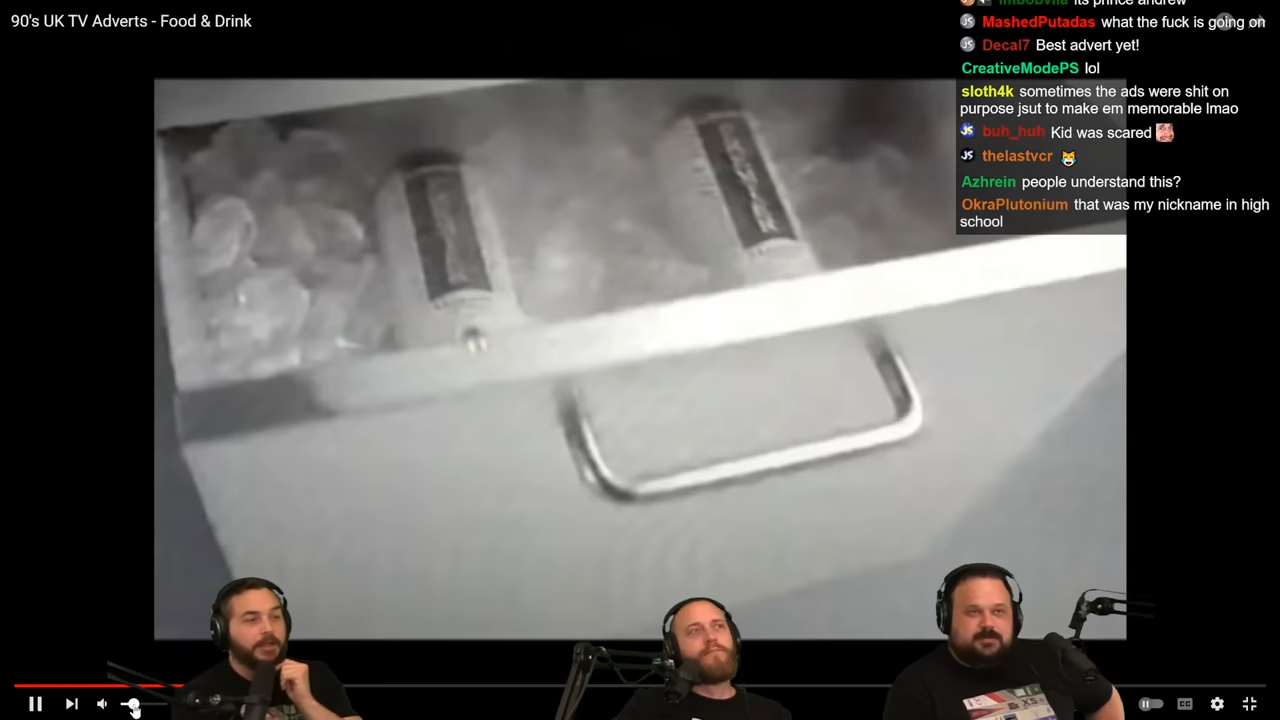 90's UK TV Adverts - Food & Drink
its prince andrew
MashedPutadas what the fuck is going on
Decal7 Best advert yet!
CreativeModePS lol
sloth4k sometimes the ads were shit on
purpose jsut to make em memorable lmao
buh_huh Kid was scared
thelastvcr
Azhrein people understand this?
OkraPlutonium that was my nickname in high
school